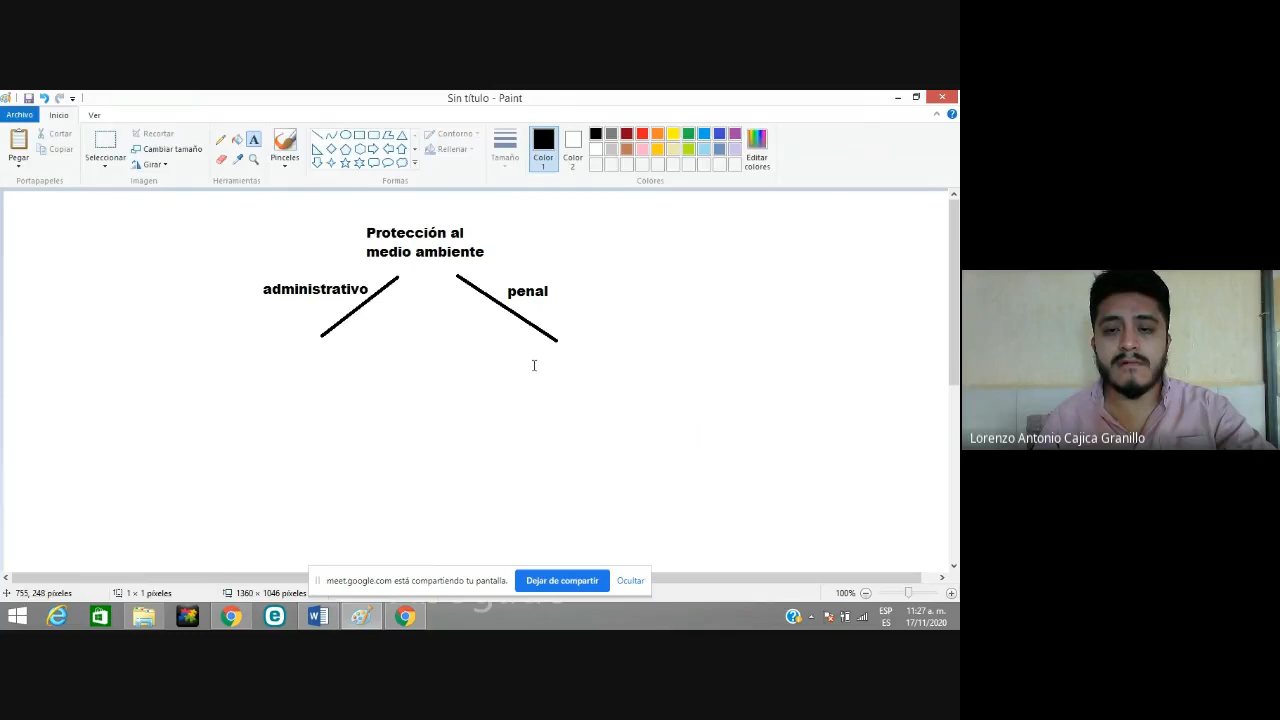 Sin título - Paint
Archivo Inicio Ver
Pegar
Cortar
Copiar
Portapapeles
Seleccionar
Recortar
Cambiar tamaño
Girar
Imagen
Herramientas
Pinceles
Contorno
Rellenar
Formas
Tamaño
Color 1
Color 2
Editar colores
Colores
Protección al
medio ambiente
administrativo
penal
Lorenzo Antonio Cajica Granillo
meet.google.com está compartiendo tu pantalla. Dejar de compartir Ocultar
755, 248 píxeles 1 × 1 píxeles 1360 × 1046 píxeles 100%
ESP 11:27 a. m.
ES 17/11/2020